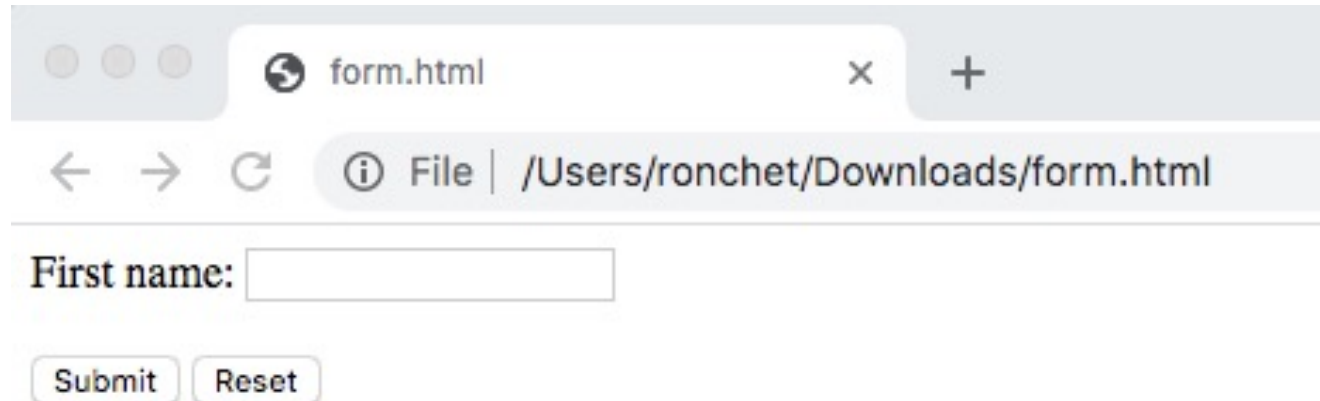 form.html
File | /Users/ronchet/Downloads/form.html
First name:
Submit Reset